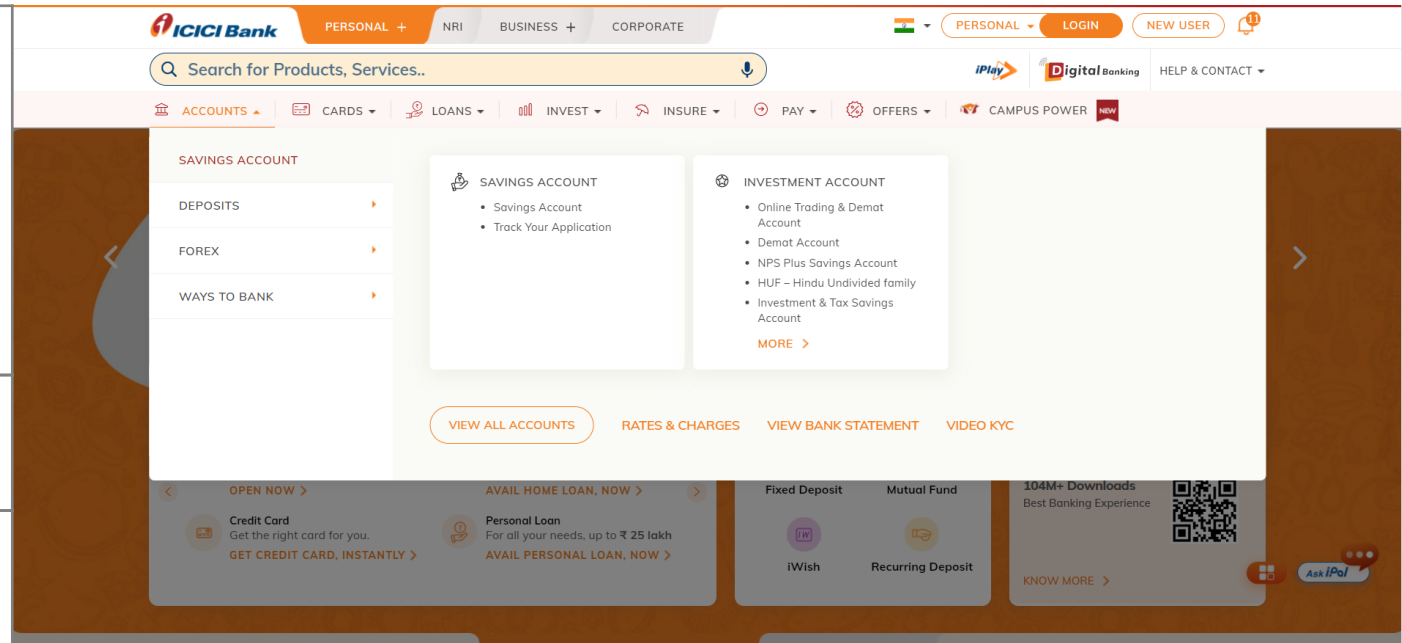 ICICI Bank
PERSONAL +
NRI
BUSINESS +
CORPORATE
PERSONAL
LOGIN
NEW USER
11
Search for Products, Services..
iPlay
Digital Banking
HELP & CONTACT
ACCOUNTS
CARDS
LOANS
INVEST
INSURE
PAY
OFFERS
CAMPUS POWER
NEW
SAVINGS ACCOUNT
DEPOSITS
FOREX
WAYS TO BANK
SAVINGS ACCOUNT
• Savings Account
• Track Your Application
INVESTMENT ACCOUNT
• Online Trading & Demat
Account
• Demat Account
• NPS Plus Savings Account
• HUF – Hindu Undivided family
• Investment & Tax Savings
Account
MORE >
VIEW ALL ACCOUNTS
RATES & CHARGES
VIEW BANK STATEMENT
VIDEO KYC
OPEN NOW >
AVAIL HOME LOAN, NOW >
Credit Card
Get the right card for you.
GET CREDIT CARD, INSTANTLY >
Personal Loan
For all your needs, up to ₹ 25 lakh
AVAIL PERSONAL LOAN, NOW >
Fixed Deposit
Mutual Fund
iWish
Recurring Deposit
104M+ Downloads
Best Banking Experience
KNOW MORE >
Ask iPal